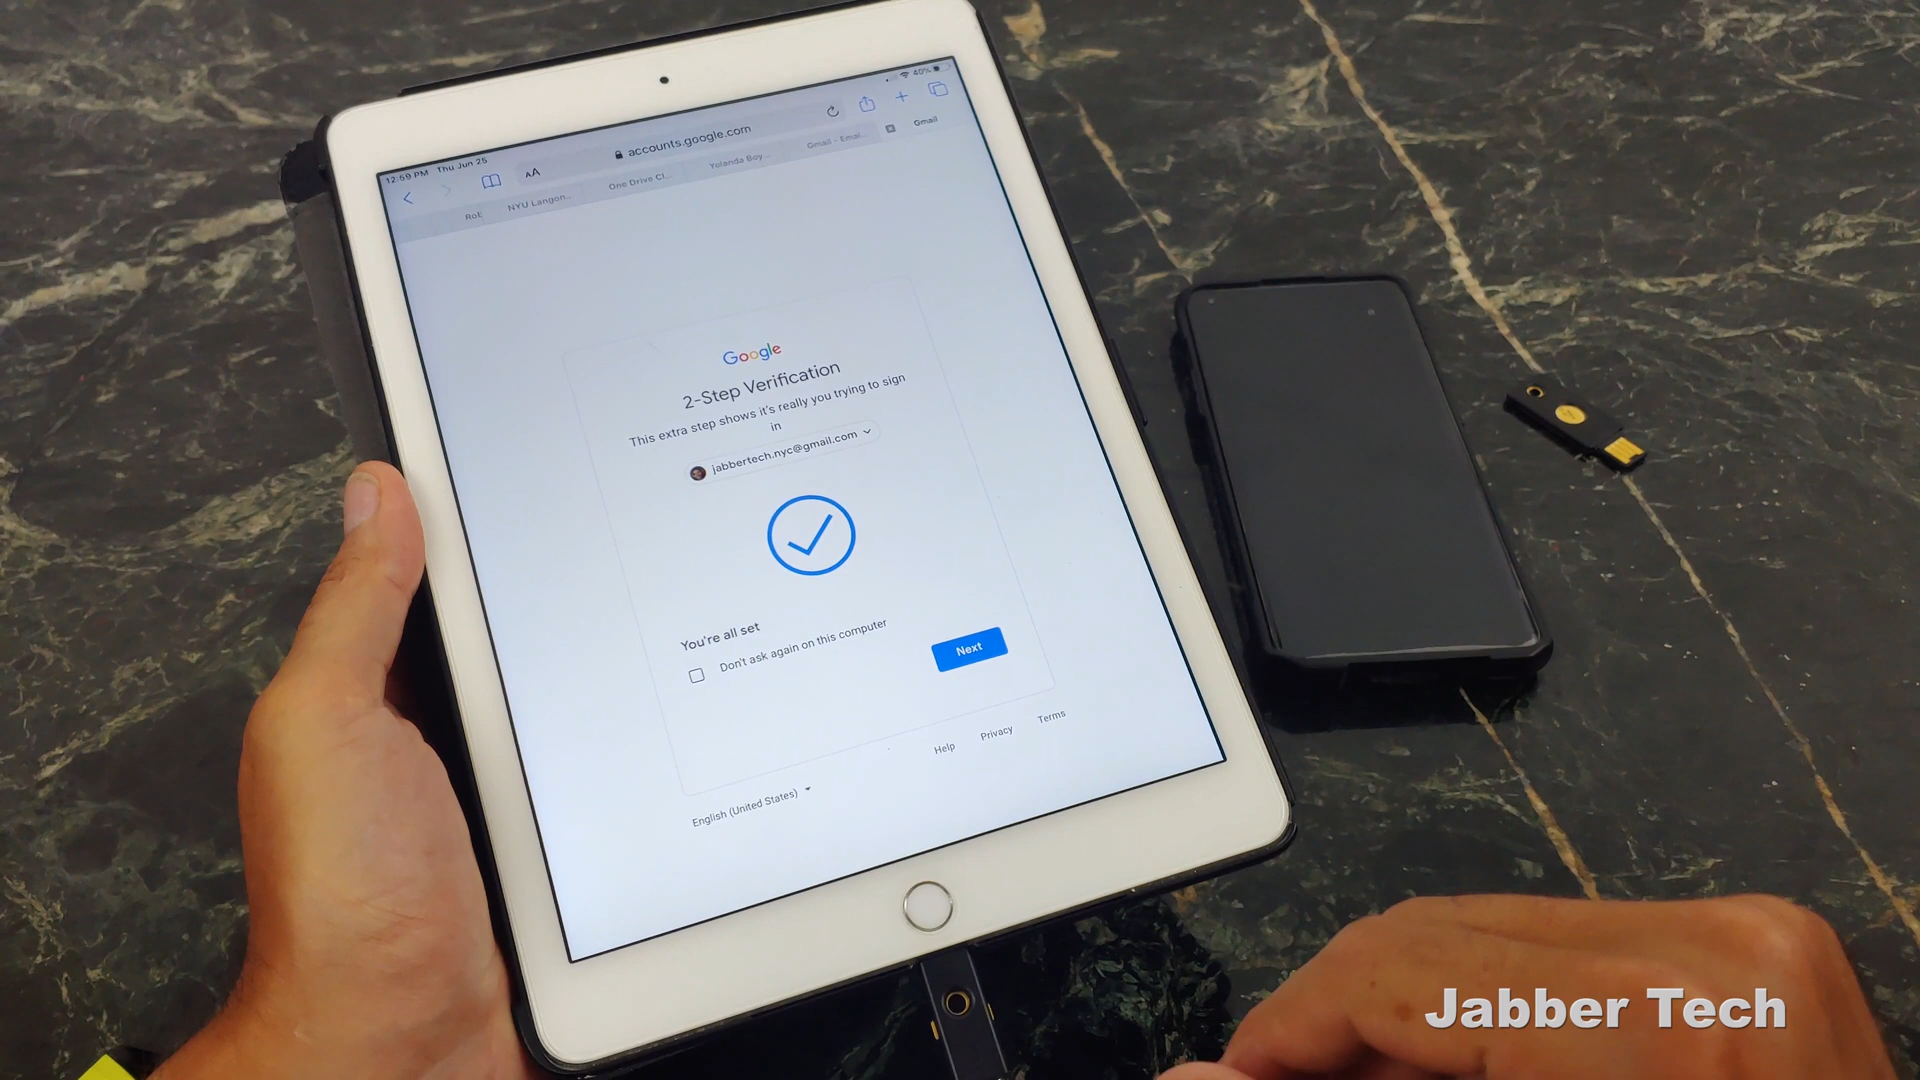 12:59 PM Thu Jun 25
40%
AA
accounts.google.com
NYU Langon...
One Drive Cl...
Yolanda Boy...
Gmail - Emai...
Gmail
Google
2-Step Verification
This extra step shows it's really you trying to sign
in
jabbertech.nyc@gmail.com
You're all set
Don't ask again on this computer
Next
Help
Privacy
Terms
English (United States)
Jabber Tech